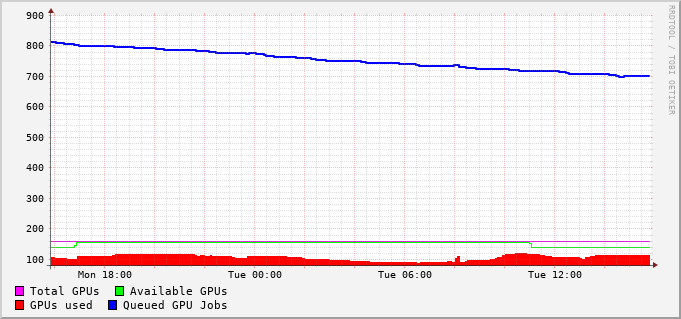 RRDTOOL / TOBI OETIKER
900
800
700
600
500
400
300
200
100
Mon 18:00 Tue 00:00 Tue 06:00 Tue 12:00
Total GPUs Available GPUs
GPUs used Queued GPU Jobs